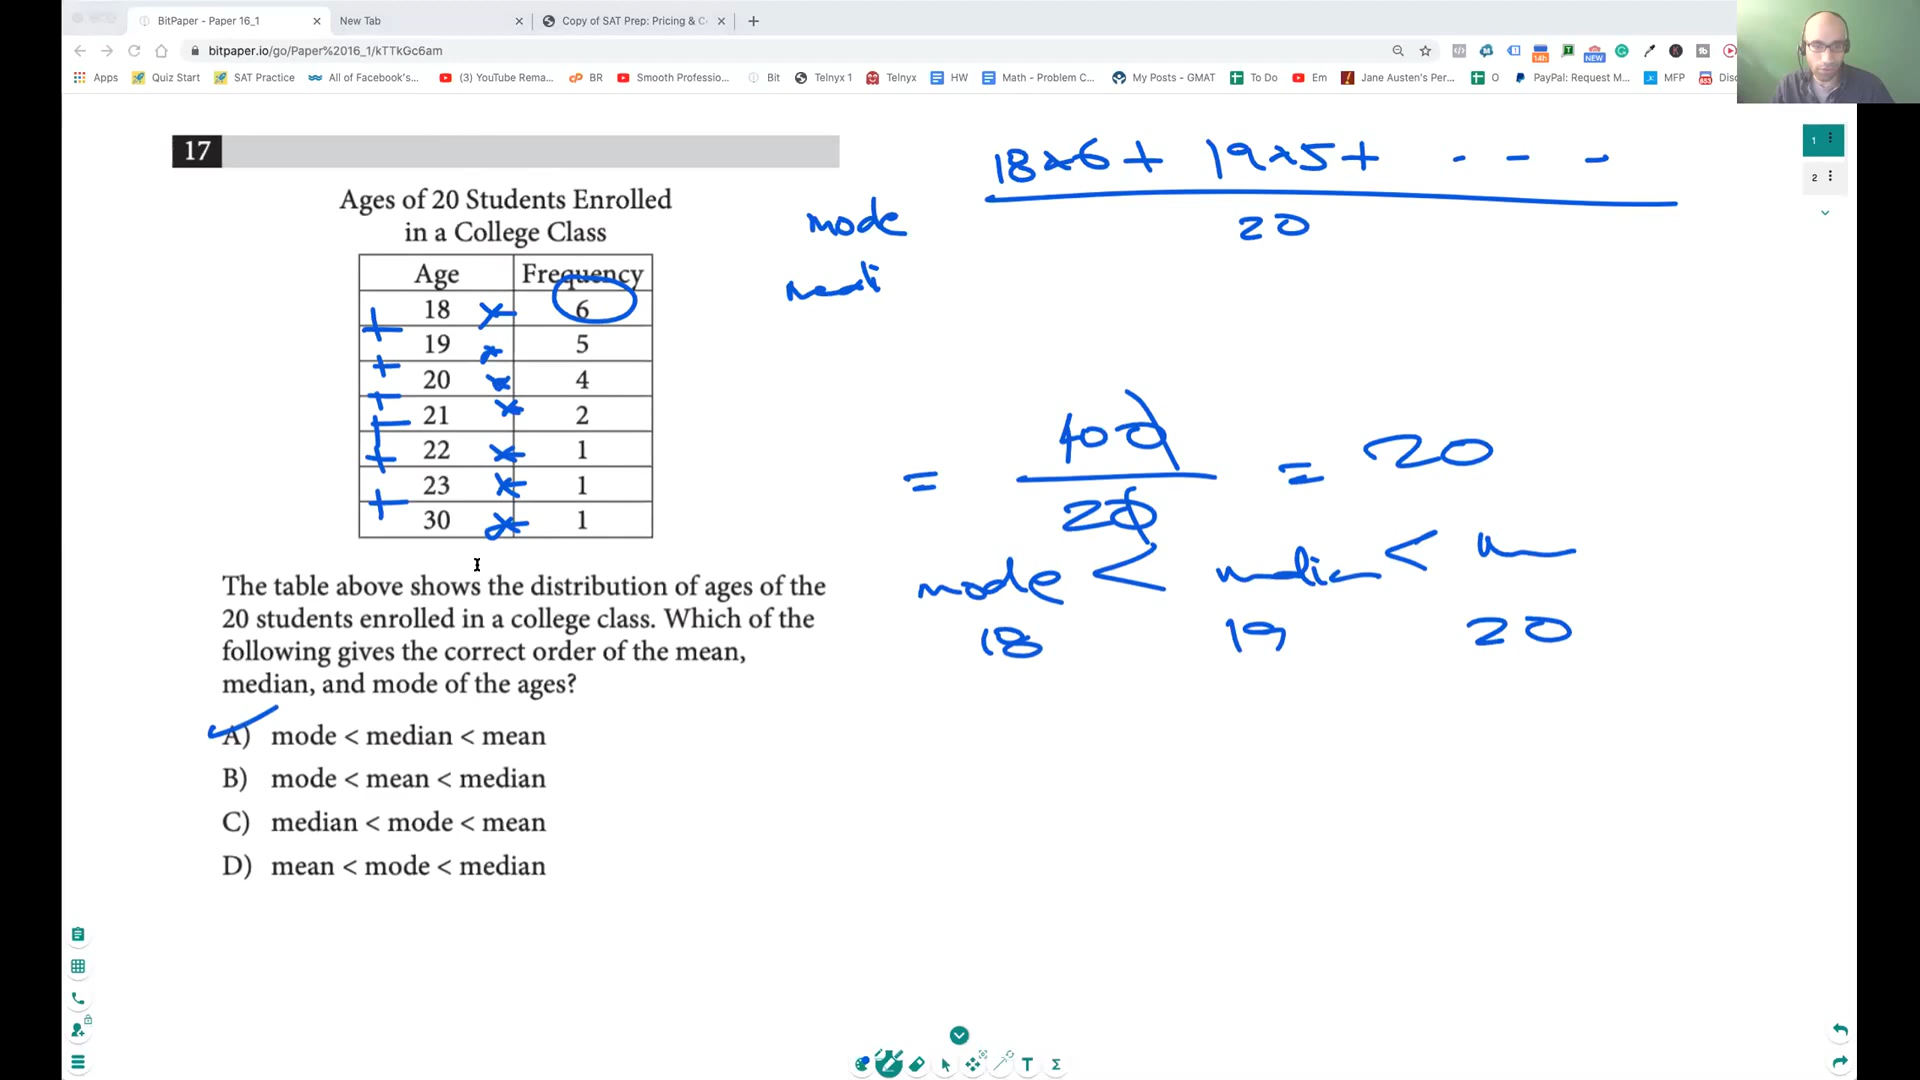 BitPaper - Paper 16_1
New Tab
Copy of SAT Prep: Pricing & C
bitpaper.io/go/Paper%2016_1/kTTkGc6am
Apps Quiz Start SAT Practice All of Facebook's... (3) YouTube Rema... BR Smooth Professio... Bit Telnyx 1 Telnyx HW Math - Problem C... My Posts - GMAT To Do Em Jane Austen's Per... O PayPal: Request M... MFP Disc
17
Ages of 20 Students Enrolled
in a College Class
Age Frequency
18 × 6
19 × 5
20 × 4
21 × 2
22 × 1
23 × 1
30 × 1
The table above shows the distribution of ages of the
20 students enrolled in a college class. Which of the
following gives the correct order of the mean,
median, and mode of the ages?
A) mode < median < mean
B) mode < mean < median
C) median < mode < mean
D) mean < mode < median
18×6 + 19×5 + - - -
20
mode
= 400 / 20 = 20
mode < median <
18 19 20
1
2